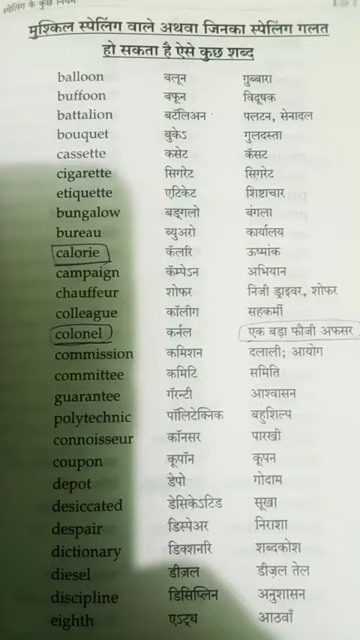 स्पेलिंग के कुछ नियम
मुश्किल स्पेलिंग वाले अथवा जिनका स्पेलिंग गलत
हो सकता है ऐसे कुछ शब्द
balloon बलून ग़ुब्बारा
buffoon बफून विदूषक
battalion बटॅलिअन पलटन, सेनादल
bouquet बुकेऽ गुलदस्ता
cassette कसेट कॅसट
cigarette सिगरेट सिगरेट
etiquette एटिकेट शिष्टाचार
bungalow बङ्गलो बंगला
bureau ब्युअरो कार्यालय
calorie कॅलरि ऊष्मांक
campaign कॅम्पेऽन अभियान
chauffeur शोफर निजी ड्राइवर, शोफर
colleague कॉलीग सहकर्मी
colonel कर्नल एक बड़ा फौजी अफसर
commission कमिशन दलाली; आयोग
committee कमिटि समिति
guarantee गॅरन्टी आश्वासन
polytechnic पॉलिटेक्निक बहुशिल्प
connoisseur कॉनसर पारखी
coupon कूपॉन कूपन
depot डेपो गोदाम
desiccated डेसिकेऽटिड सूखा
despair डिस्पेअर निराशा
dictionary डिक्शनरि शब्दकोश
diesel डीज़ल डीज़ल तेल
discipline डिसिप्लिन अनुशासन
eighth एऽट्थ आठवाँ